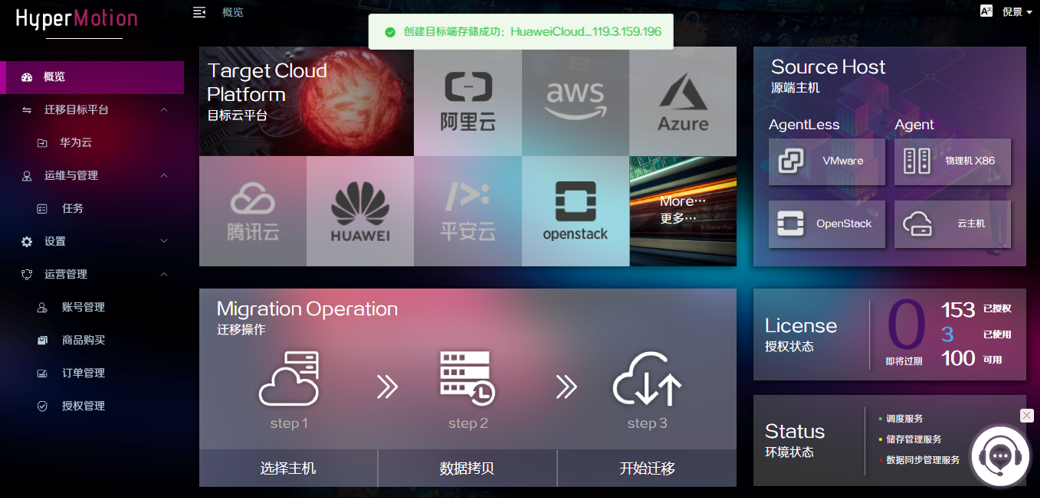 HyperMotion
概览
创建目标端存储成功：HuaweiCloud_119.3.159.196
倪景
概览
迁移目标平台
华为云
运维与管理
任务
设置
运营管理
账号管理
商品购买
订单管理
授权管理
Target Cloud
Platform
目标云平台
阿里云
aws
Azure
腾讯云
HUAWEI
平安云
openstack
More…
更多…
Source Host
源端主机
AgentLess
Agent
VMware
物理机 X86
OpenStack
云主机
Migration Operation
迁移操作
step 1
step 2
step 3
选择主机
数据拷贝
开始迁移
License
授权状态
0
即将过期
153 已授权
3 已使用
100 可用
Status
环境状态
调度服务
储存管理服务
数据同步管理服务